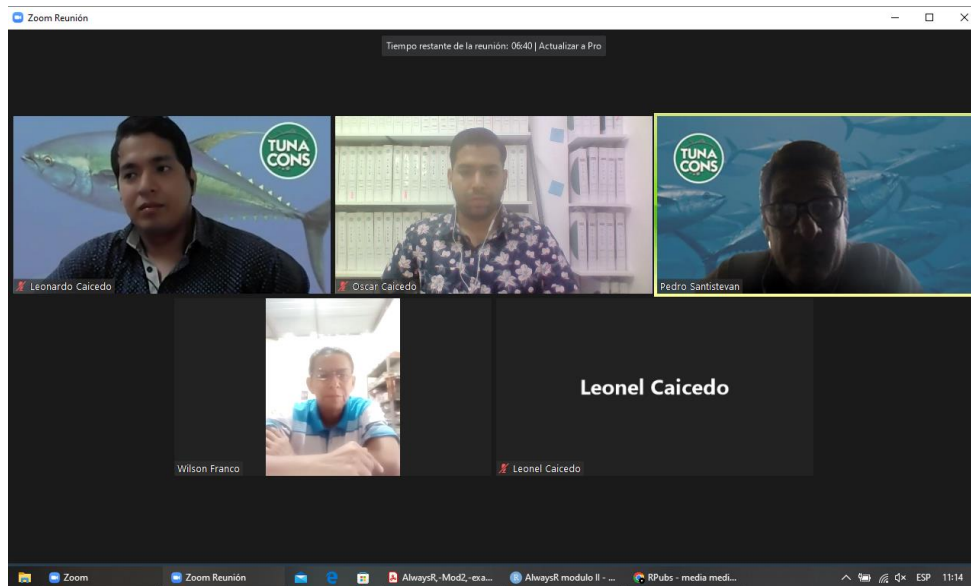 Zoom Reunión
Tiempo restante de la reunión: 06:40 | Actualizar a Pro
TUNA
CONS
TUNA
CONS
Leonardo Caicedo
Oscar Caicedo
Pedro Santistevan
Leonel Caicedo
Wilson Franco
Leonel Caicedo
Zoom
Zoom Reunión
AlwaysR,-Mod2,-exa...
AlwaysR modulo II - ...
RPubs - media medi...
ESP
11:14